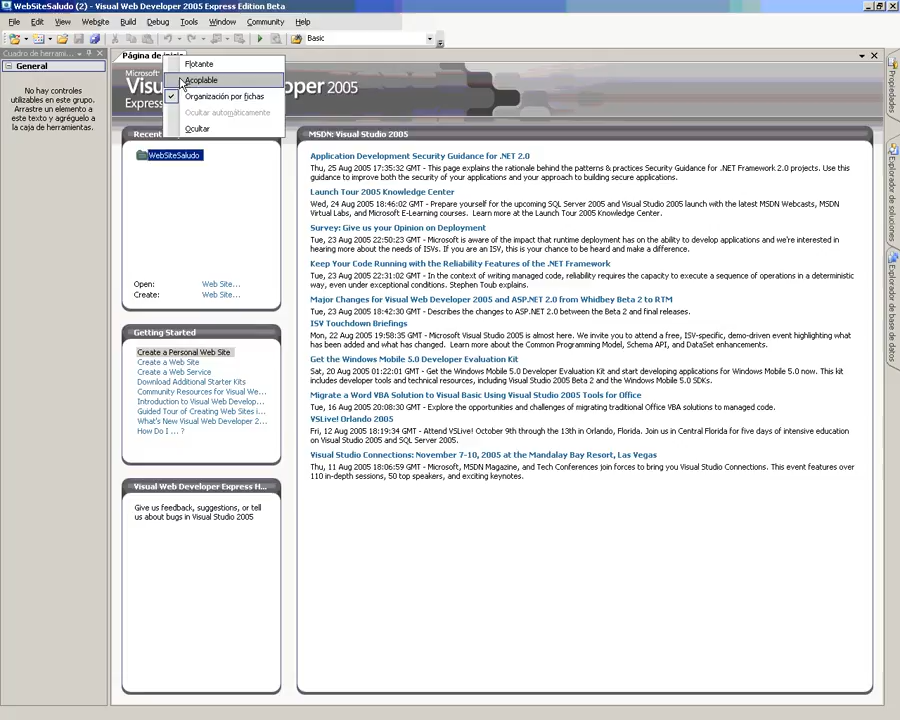 WebSiteSaludo (2) - Visual Web Developer 2005 Express Edition Beta
File Edit View Website Build Debug Tools Window Community Help
Basic
Cuadro de herrami...
General
No hay controles
utilizables en este grupo.
Arrastre un elemento a
este texto y agréguelo a
la caja de herramientas.
Página de inicio
Flotante
Acoplable
Organización por fichas
Ocultar automáticamente
Ocultar
Microsoft
Visu
eloper 2005
Express
Recent
WebSiteSaludo
Open: Web Site...
Create: Web Site...
Getting Started
Create a Personal Web Site
Create a Web Site
Create a Web Service
Download Additional Starter Kits
Community Resources for Visual We...
Introduction to Visual Web Develop...
Guided Tour of Creating Web Sites i...
What's New Visual Web Developer 2...
How Do I ... ?
Visual Web Developer Express H...
Give us feedback, suggestions, or tell
us about bugs in Visual Studio 2005
MSDN: Visual Studio 2005
Application Development Security Guidance for .NET 2.0
Thu, 25 Aug 2005 17:35:32 GMT - This page explains the rationale behind the patterns & practices Security Guidance for .NET Framework 2.0 projects. Use this
guidance to improve both the security of your applications and your approach to building secure applications.
Launch Tour 2005 Knowledge Center
Wed, 24 Aug 2005 18:46:02 GMT - Prepare yourself for the upcoming SQL Server 2005 and Visual Studio 2005 launch with the latest MSDN Webcasts, MSDN
Virtual Labs, and Microsoft E-Learning courses. Learn more at the Launch Tour 2005 Knowledge Center.
Survey: Give us your Opinion on Deployment
Tue, 23 Aug 2005 22:50:23 GMT - Microsoft is aware of the impact that runtime deployment has on the ability to develop applications and we're interested in
hearing more about the needs of ISVs. If you are an ISV, this is your chance to be heard and make a difference.
Keep Your Code Running with the Reliability Features of the .NET Framework
Tue, 23 Aug 2005 22:31:02 GMT - In the context of writing managed code, reliability requires the capacity to execute a sequence of operations in a deterministic
way, even under exceptional conditions. Stephen Toub explains.
Major Changes for Visual Web Developer 2005 and ASP.NET 2.0 from Whidbey Beta 2 to RTM
Tue, 23 Aug 2005 18:42:30 GMT - Describes the changes to ASP.NET 2.0 between the Beta 2 and final releases.
ISV Touchdown Briefings
Mon, 22 Aug 2005 19:58:35 GMT - Microsoft Visual Studio 2005 is almost here. We invite you to attend a free, ISV-specific, demo-driven event highlighting what
has been added and what has changed. Learn more about the Common Programming Model, Schema API, and DataSet enhancements.
Get the Windows Mobile 5.0 Developer Evaluation Kit
Sat, 20 Aug 2005 01:22:01 GMT - Get the Windows Mobile 5.0 Developer Evaluation Kit and start developing applications for Windows Mobile 5.0 now. This kit
includes developer tools and technical resources, including Visual Studio 2005 Beta 2 and the Windows Mobile 5.0 SDKs.
Migrate a Word VBA Solution to Visual Basic Using Visual Studio 2005 Tools for Office
Tue, 16 Aug 2005 20:08:30 GMT - Explore the opportunities and challenges of migrating traditional Office VBA solutions to managed code.
VSLive! Orlando 2005
Fri, 12 Aug 2005 18:19:34 GMT - Attend VSLive! October 9th through the 13th in Orlando, Florida. Join us in Central Florida for five days of intensive education
on Visual Studio 2005 and SQL Server 2005.
Visual Studio Connections: November 7-10, 2005 at the Mandalay Bay Resort, Las Vegas
Thu, 11 Aug 2005 18:06:59 GMT - Microsoft, MSDN Magazine, and Tech Conferences join forces to bring you Visual Studio Connections. This event features over
110 in-depth sessions, 50 top speakers, and exciting keynotes.
Propiedades
Explorador de soluciones
Explorador de base de datos